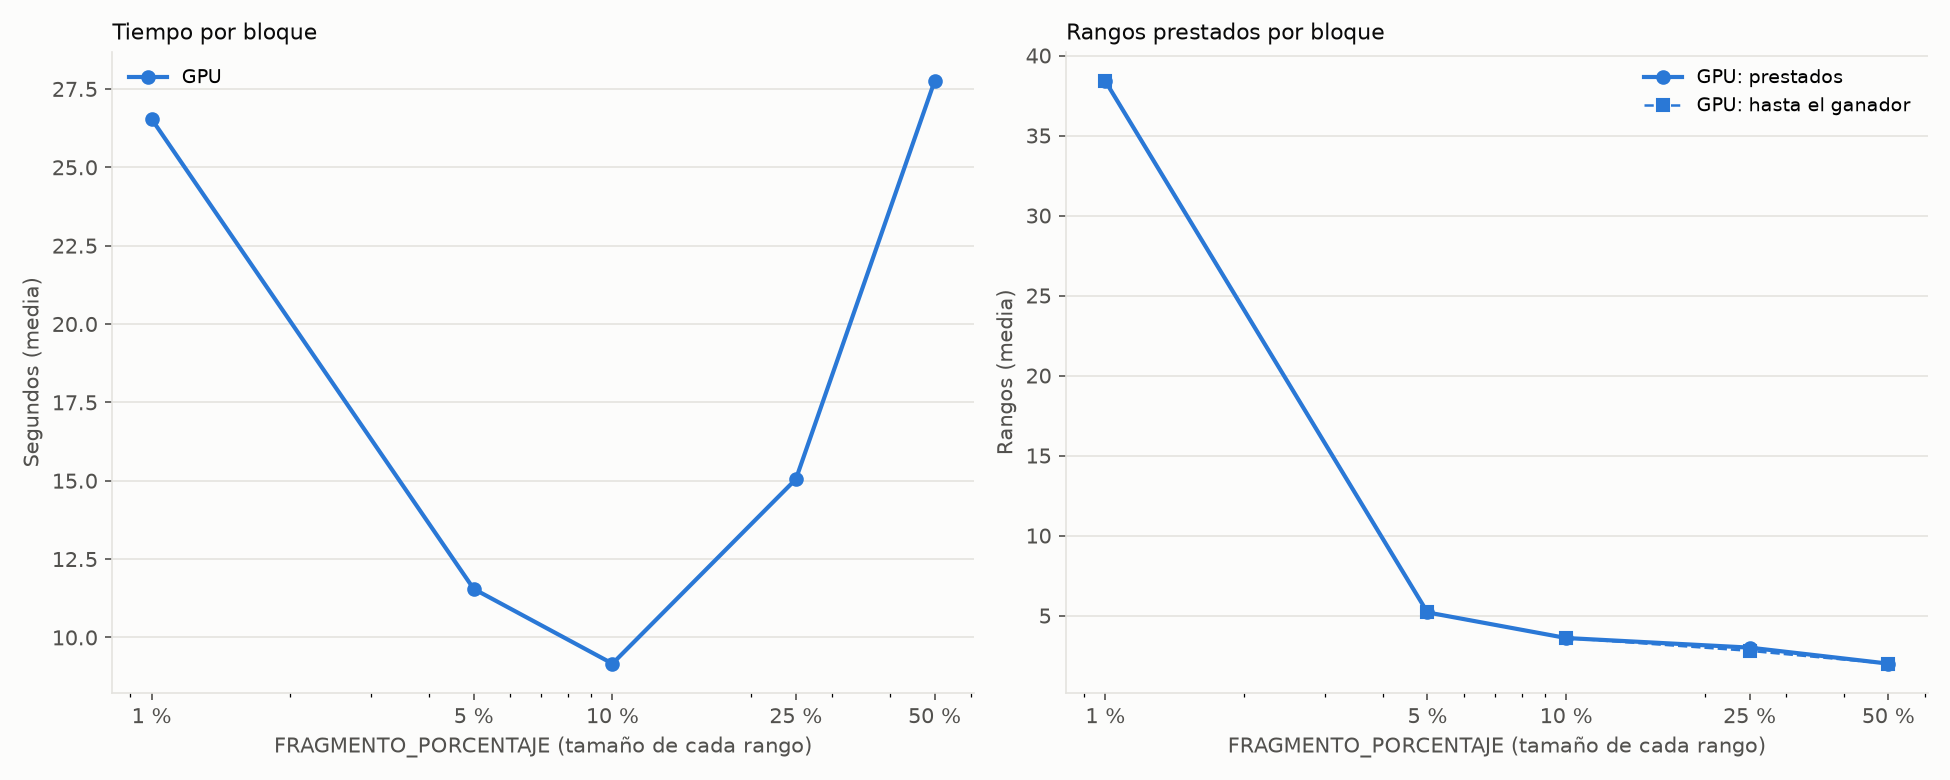 Tiempo por bloque
GPU
27.5
25.0
22.5
20.0
17.5
15.0
12.5
10.0
Segundos (media)
1 %
5 %
10 %
25 %
50 %
FRAGMENTO_PORCENTAJE (tamaño de cada rango)
Rangos prestados por bloque
GPU: prestados
GPU: hasta el ganador
40
35
30
25
20
15
10
5
Rangos (media)
1 %
5 %
10 %
25 %
50 %
FRAGMENTO_PORCENTAJE (tamaño de cada rango)